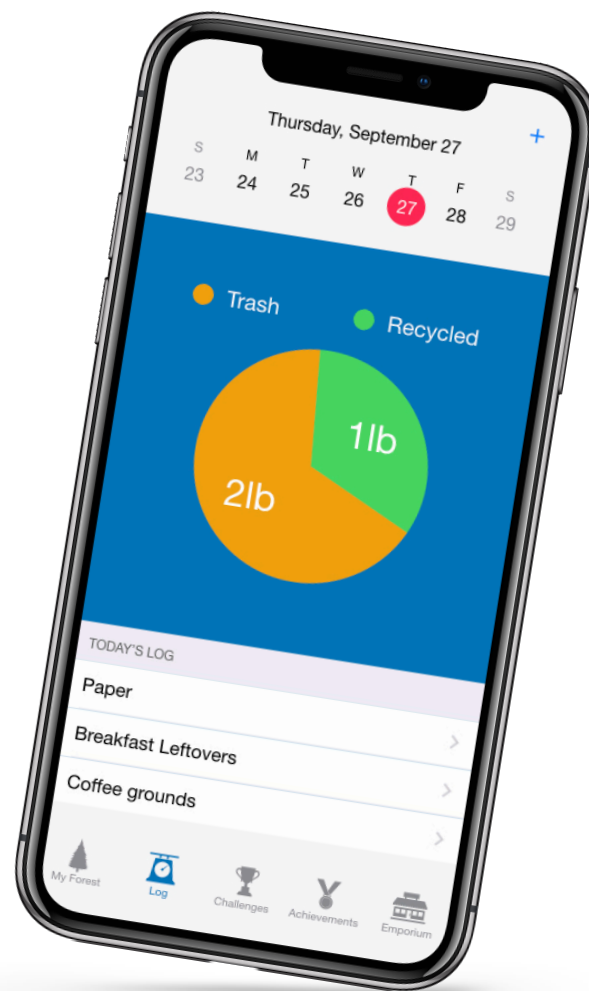 Thursday, September 27
+
S M T W T F S
23 24 25 26 27 28 29
Trash Recycled
1lb
2lb
TODAY'S LOG
Paper
Breakfast Leftovers
Coffee grounds
My Forest Log Challenges Achievements Emporium